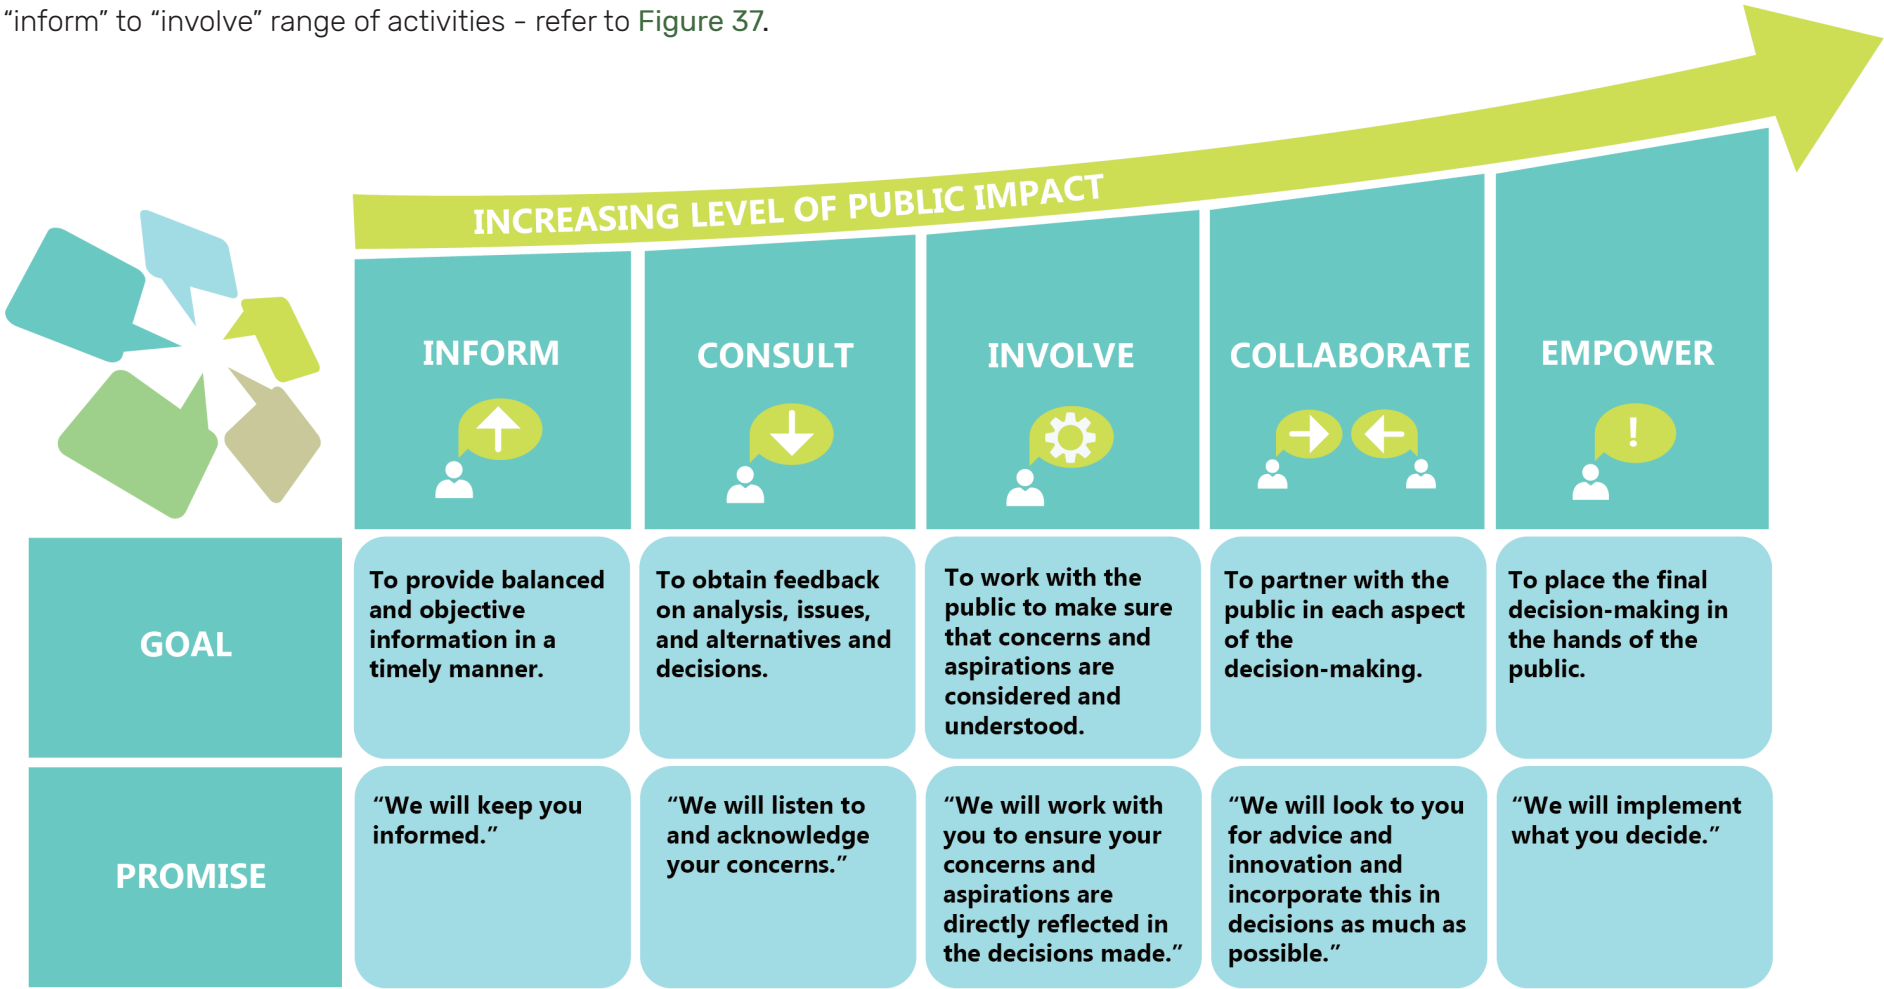 “inform” to “involve” range of activities - refer to Figure 37.
INCREASING LEVEL OF PUBLIC IMPACT
INFORM
CONSULT
INVOLVE
COLLABORATE
EMPOWER
!
GOAL
To provide balanced
and objective
information in a
timely manner.
To obtain feedback
on analysis, issues,
and alternatives and
decisions.
To work with the
public to make sure
that concerns and
aspirations are
considered and
understood.
To partner with the
public in each aspect
of the
decision-making.
To place the final
decision-making in
the hands of the
public.
PROMISE
“We will keep you
informed.”
“We will listen to
and acknowledge
your concerns.”
“We will work with
you to ensure your
concerns and
aspirations are
directly reflected in
the decisions made.”
“We will look to you
for advice and
innovation and
incorporate this in
decisions as much as
possible.”
“We will implement
what you decide.”